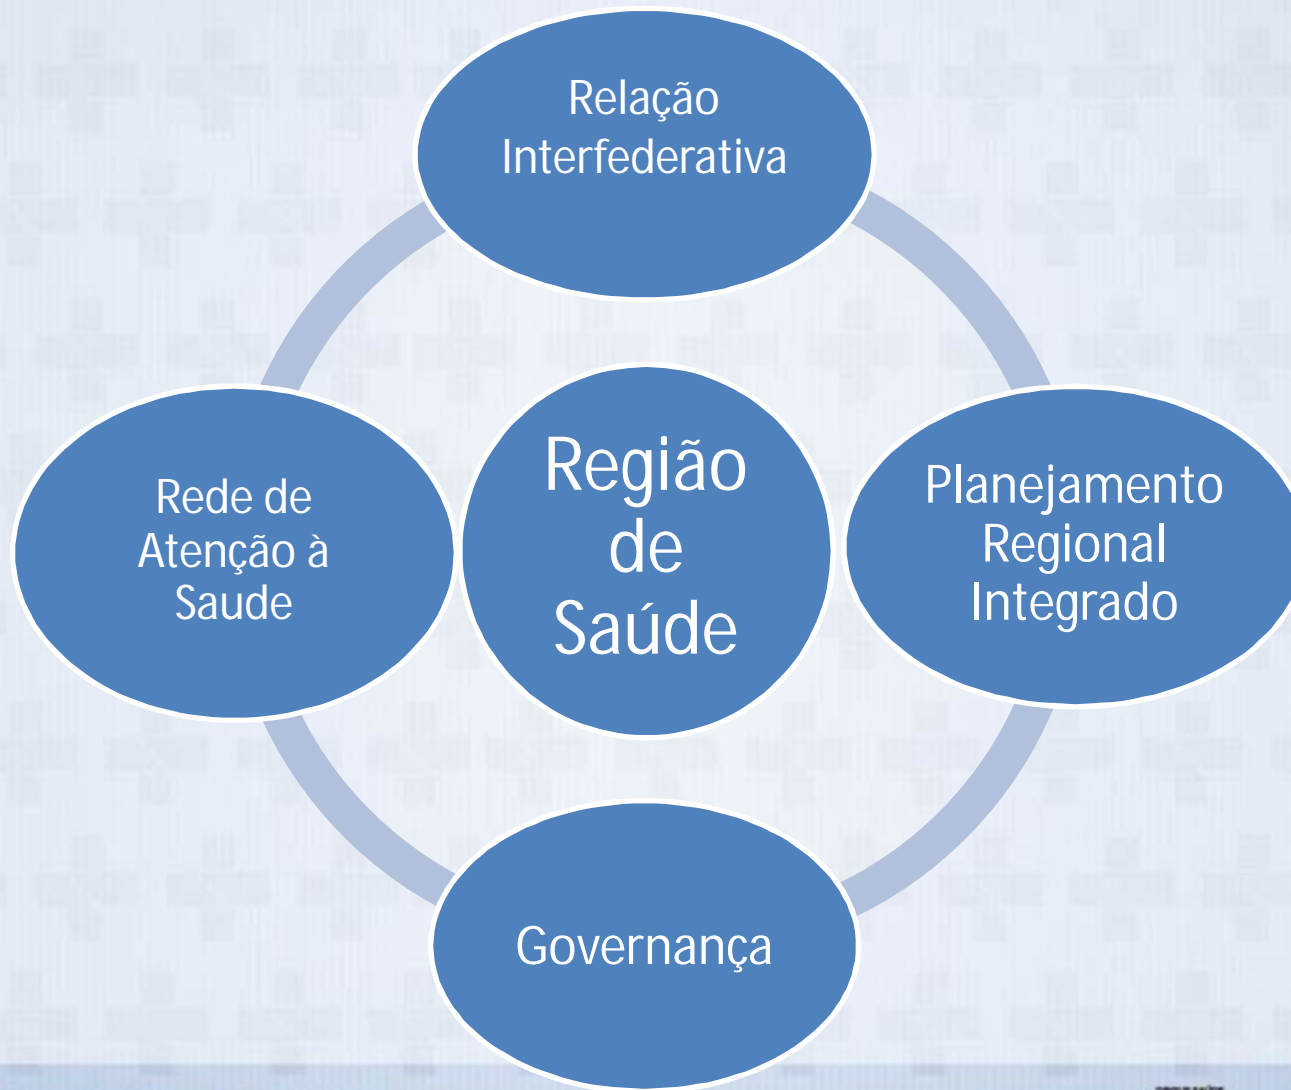 Relação
Interfederativa
Rede de
Atenção à
Saude
Região
de
Saúde
Planejamento
Regional
Integrado
Governança